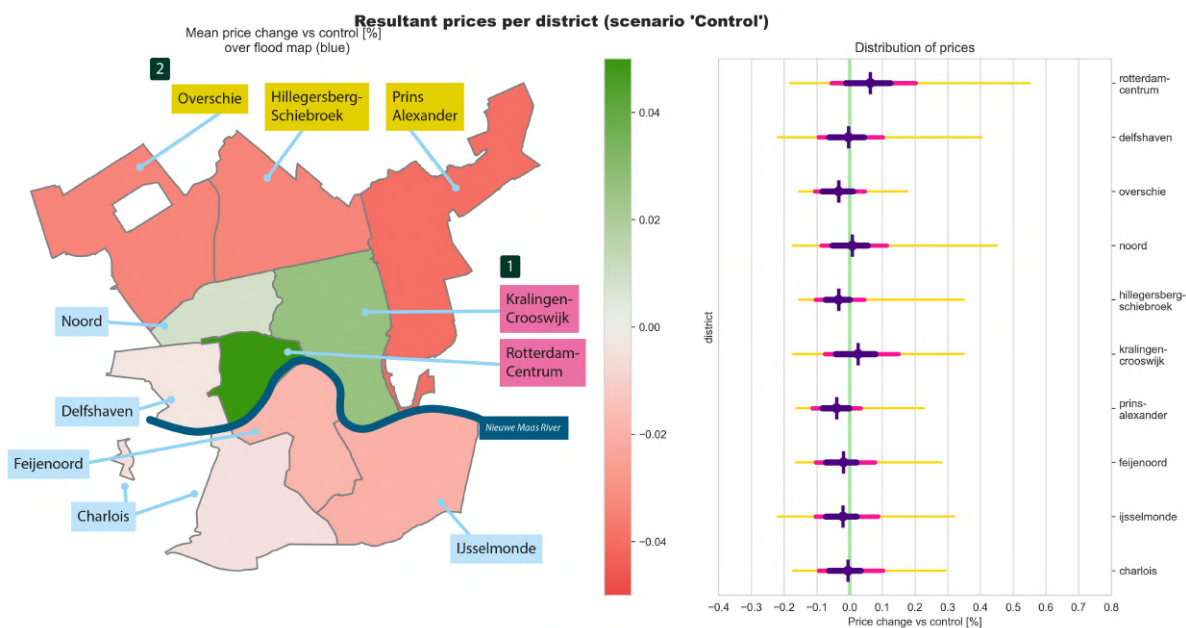 Resultant prices per district (scenario 'Control')
Mean price change vs control [%]
over flood map (blue)
2
Overschie
Hillegersberg-
Schiebroek
Prins
Alexander
1
Kralingen-
Crooswijk
Rotterdam-
Centrum
Noord
Delfshaven
Nieuwe Maas River
Feijenoord
Charlois
IJsselmonde
0.04
0.02
0.00
−0.02
−0.04
Distribution of prices
rotterdam-
centrum
delfshaven
overschie
noord
hillegersberg-
schiebroek
kralingen-
crooswijk
prins-
alexander
feijenoord
ijsselmonde
charlois
district
−0.4 −0.3 −0.2 −0.1 0.0 0.1 0.2 0.3 0.4 0.5 0.6 0.7 0.8
Price change vs control [%]